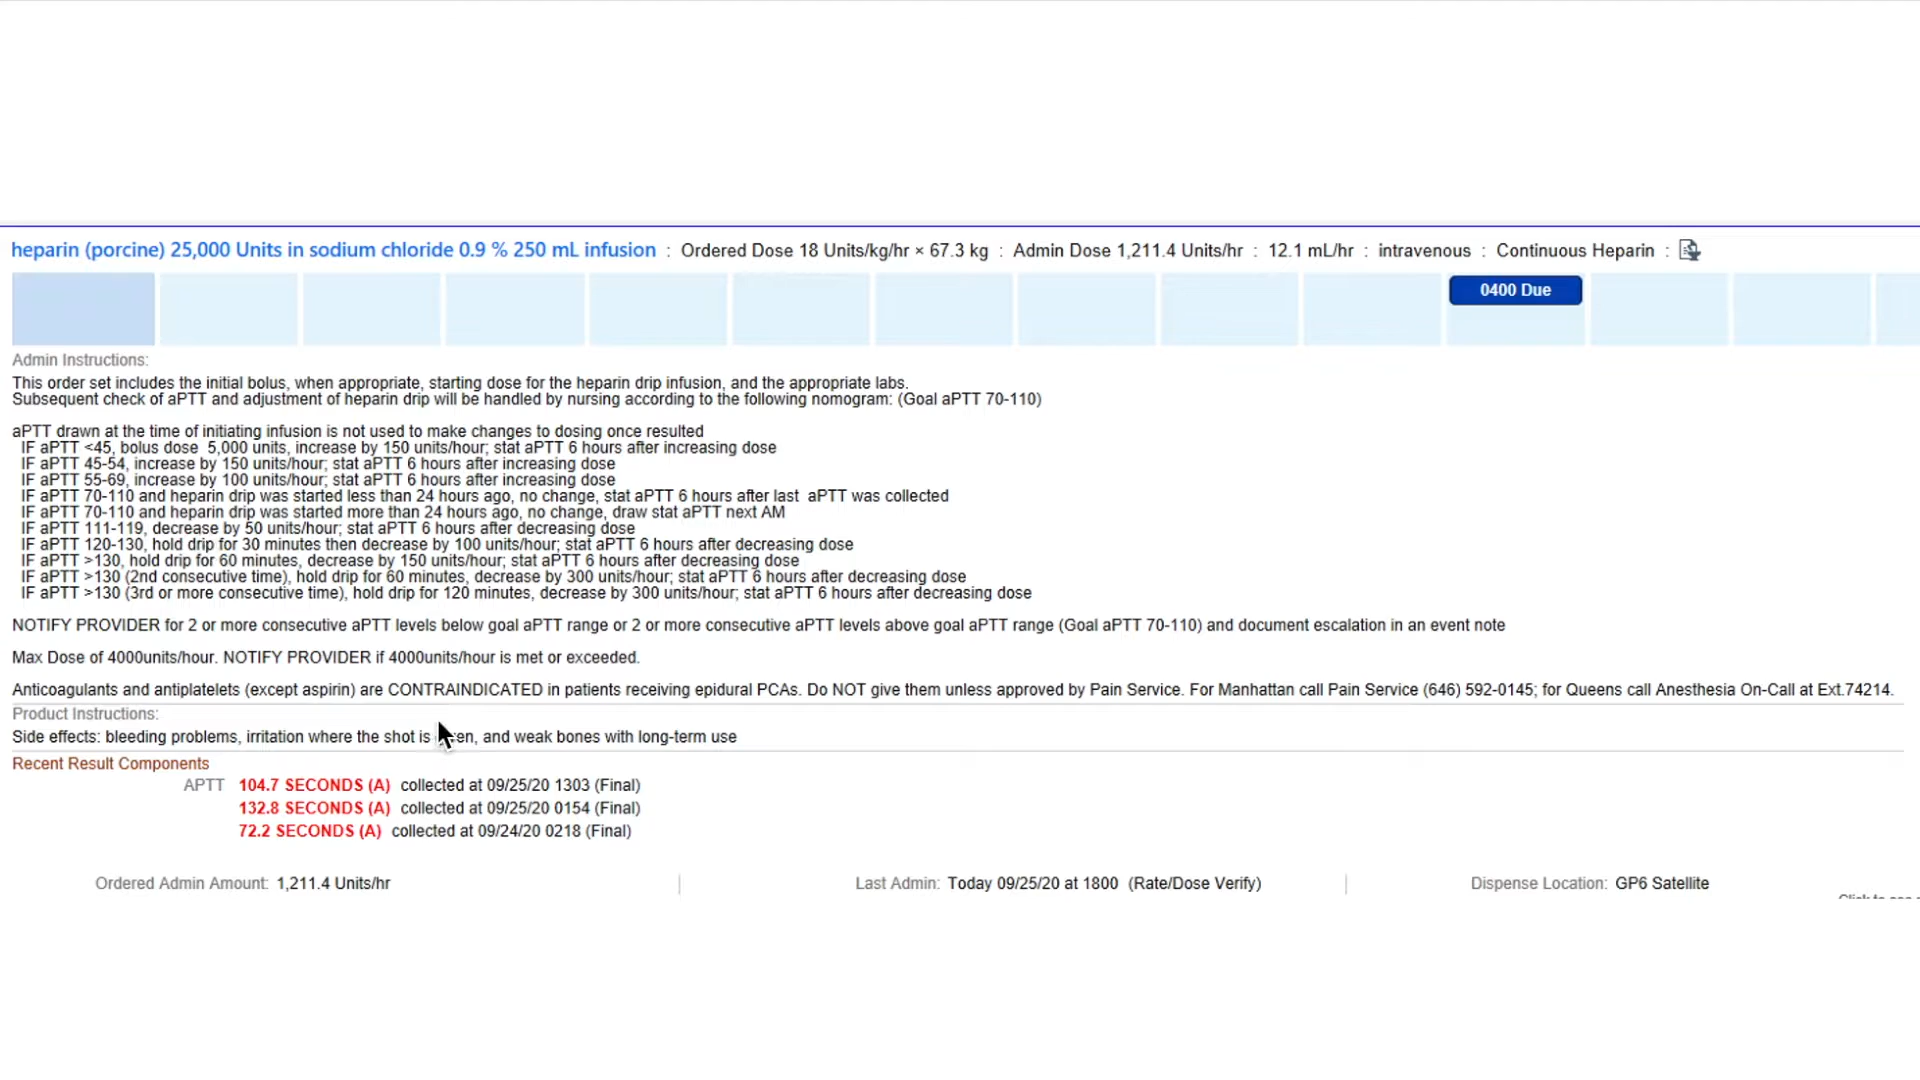 heparin (porcine) 25,000 Units in sodium chloride 0.9 % 250 mL infusion : Ordered Dose 18 Units/kg/hr × 67.3 kg : Admin Dose 1,211.4 Units/hr : 12.1 mL/hr : intravenous : Continuous Heparin :
0400 Due
Admin Instructions:
This order set includes the initial bolus, when appropriate, starting dose for the heparin drip infusion, and the appropriate labs.
Subsequent check of aPTT and adjustment of heparin drip will be handled by nursing according to the following nomogram: (Goal aPTT 70-110)
aPTT drawn at the time of initiating infusion is not used to make changes to dosing once resulted
IF aPTT <45, bolus dose 5,000 units, increase by 150 units/hour; stat aPTT 6 hours after increasing dose
IF aPTT 45-54, increase by 150 units/hour; stat aPTT 6 hours after increasing dose
IF aPTT 55-69, increase by 100 units/hour; stat aPTT 6 hours after increasing dose
IF aPTT 70-110 and heparin drip was started less than 24 hours ago, no change, stat aPTT 6 hours after last aPTT was collected
IF aPTT 70-110 and heparin drip was started more than 24 hours ago, no change, draw stat aPTT next AM
IF aPTT 111-119, decrease by 50 units/hour; stat aPTT 6 hours after decreasing dose
IF aPTT 120-130, hold drip for 30 minutes then decrease by 100 units/hour; stat aPTT 6 hours after decreasing dose
IF aPTT >130, hold drip for 60 minutes, decrease by 150 units/hour; stat aPTT 6 hours after decreasing dose
IF aPTT >130 (2nd consecutive time), hold drip for 60 minutes, decrease by 300 units/hour; stat aPTT 6 hours after decreasing dose
IF aPTT >130 (3rd or more consecutive time), hold drip for 120 minutes, decrease by 300 units/hour; stat aPTT 6 hours after decreasing dose
NOTIFY PROVIDER for 2 or more consecutive aPTT levels below goal aPTT range or 2 or more consecutive aPTT levels above goal aPTT range (Goal aPTT 70-110) and document escalation in an event note
Max Dose of 4000units/hour. NOTIFY PROVIDER if 4000units/hour is met or exceeded.
Anticoagulants and antiplatelets (except aspirin) are CONTRAINDICATED in patients receiving epidural PCAs. Do NOT give them unless approved by Pain Service. For Manhattan call Pain Service (646) 592-0145; for Queens call Anesthesia On-Call at Ext.74214.
Product Instructions:
Side effects: bleeding problems, irritation where the shot is , and weak bones with long-term use
Recent Result Components
APTT 104.7 SECONDS (A) collected at 09/25/20 1303 (Final)
132.8 SECONDS (A) collected at 09/25/20 0154 (Final)
72.2 SECONDS (A) collected at 09/24/20 0218 (Final)
Ordered Admin Amount: 1,211.4 Units/hr Last Admin: Today 09/25/20 at 1800 (Rate/Dose Verify) Dispense Location: GP6 Satellite